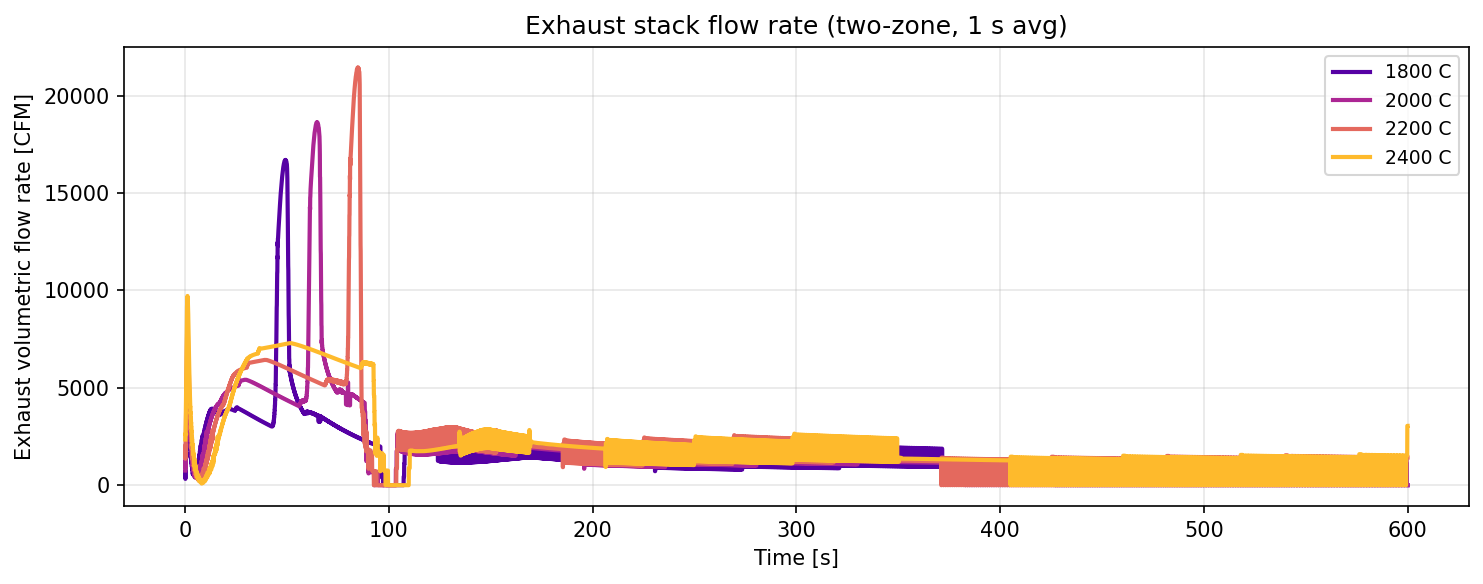 Exhaust stack flow rate (two-zone, 1 s avg)
Exhaust volumetric flow rate [CFM]
20000
15000
10000
5000
0
1800 C
2000 C
2200 C
2400 C
0 100 200 300 400 500 600
Time [s]